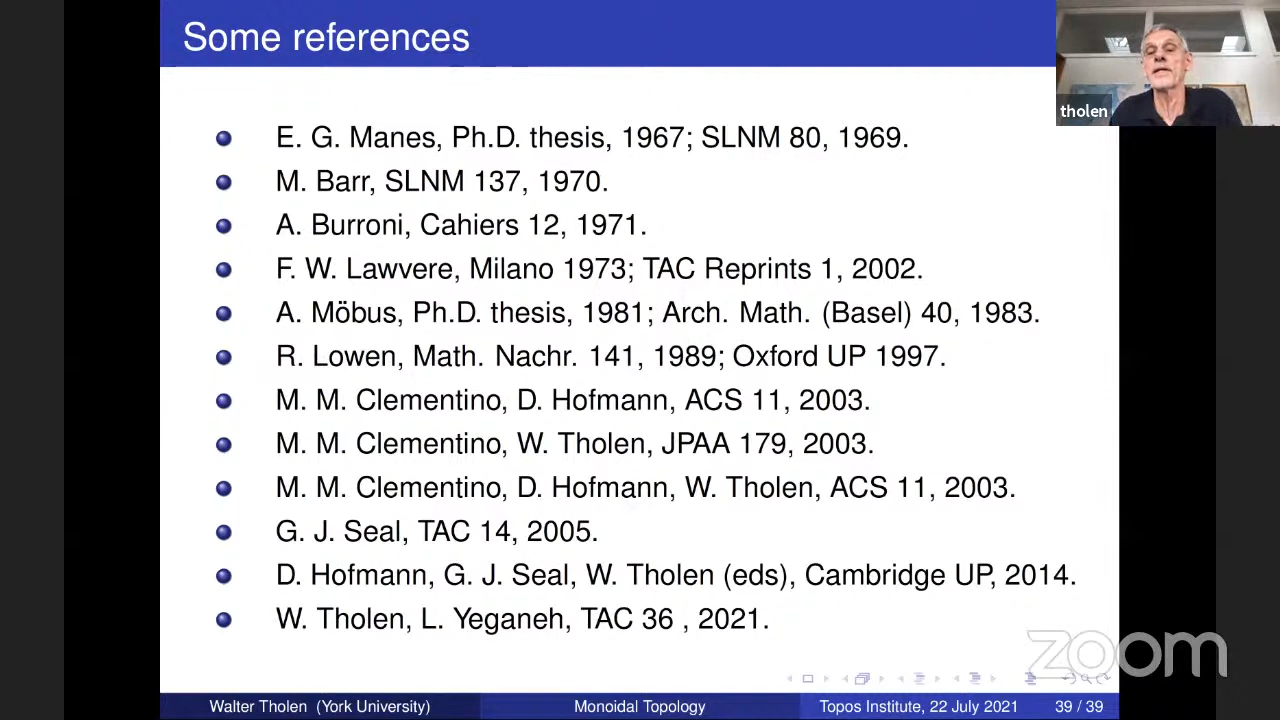 Some references
tholen
E. G. Manes, Ph.D. thesis, 1967; SLNM 80, 1969.
M. Barr, SLNM 137, 1970.
A. Burroni, Cahiers 12, 1971.
F. W. Lawvere, Milano 1973; TAC Reprints 1, 2002.
A. Möbus, Ph.D. thesis, 1981; Arch. Math. (Basel) 40, 1983.
R. Lowen, Math. Nachr. 141, 1989; Oxford UP 1997.
M. M. Clementino, D. Hofmann, ACS 11, 2003.
M. M. Clementino, W. Tholen, JPAA 179, 2003.
M. M. Clementino, D. Hofmann, W. Tholen, ACS 11, 2003.
G. J. Seal, TAC 14, 2005.
D. Hofmann, G. J. Seal, W. Tholen (eds), Cambridge UP, 2014.
W. Tholen, L. Yeganeh, TAC 36 , 2021.
zoom
Walter Tholen (York University) Monoidal Topology Topos Institute, 22 July 2021 39 / 39